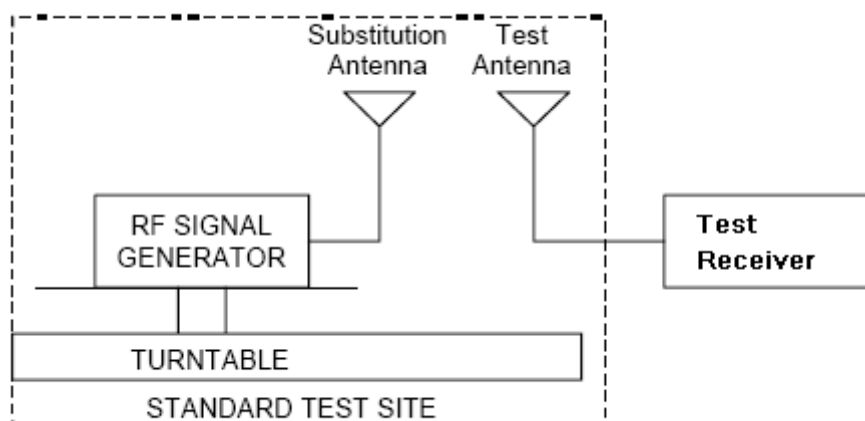 Substitution
Antenna
Test
Antenna
RF SIGNAL
GENERATOR
Test
Receiver
TURNTABLE
STANDARD TEST SITE